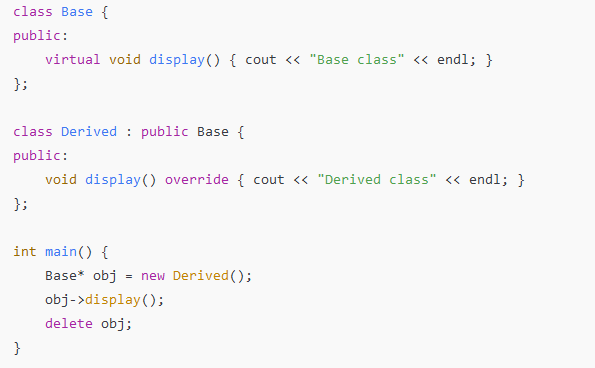 class Base {
public:
    virtual void display() { cout << "Base class" << endl; }
};

class Derived : public Base {
public:
    void display() override { cout << "Derived class" << endl; }
};

int main() {
    Base* obj = new Derived();
    obj->display();
    delete obj;
}